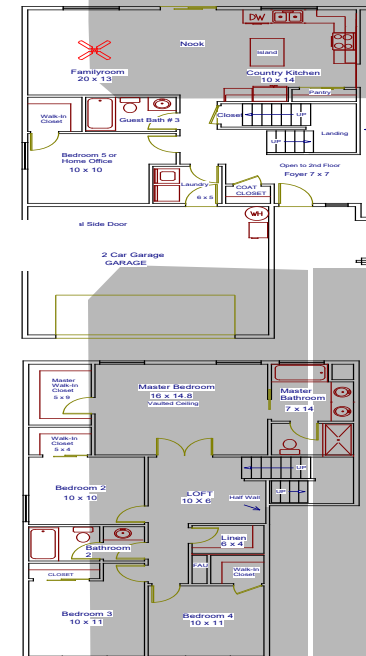 DW
Nook
Island
Familyroom
20 x 13
Country Kitchen
10 x 14
Pantry
Walk-In
Closet
Guest Bath # 3
Closet
UP
Landing
UP
Bedroom 5 or
Home Office
10 x 10
Open to 2nd Floor
Foyer 7 x 7
Laundry
6 x 5
COAT
CLOSET
WH
sl Side Door
2 Car Garage
GARAGE
Master
Walk-In
Closet
5 x 9
Master Bedroom
16 x 14.8
Vaulted Ceiling
Master
Bathroom
7 x 14
Walk-In
Closet
5 x 4
UP
Bedroom 2
10 x 10
LOFT
10 X 6
Half Wall
UP
Bathroom
2
Linen
6 x 4
FAU
Walk-In
Closet
CLOSET
Bedroom 3
10 x 11
Bedroom 4
10 x 11